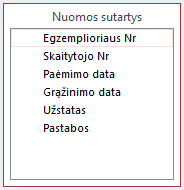 Nuomos sutartys
Egzemplioriaus Nr
Skaitytojo Nr
Paėmimo data
Grąžinimo data
Užstatas
Pastabos